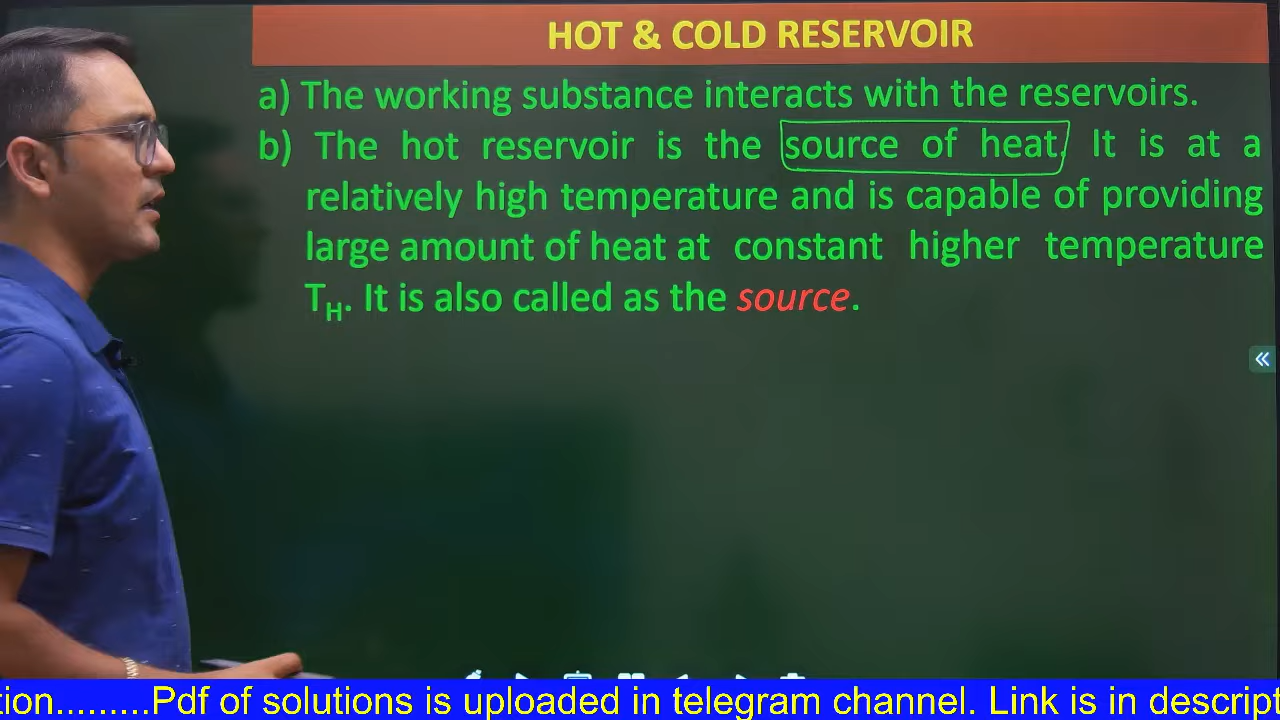 HOT & COLD RESERVOIR
a) The working substance interacts with the reservoirs.
b) The hot reservoir is the source of heat. It is at a
relatively high temperature and is capable of providing
large amount of heat at constant higher temperature
T_H. It is also called as the source.
tion.........Pdf of solutions is uploaded in telegram channel. Link is in descript